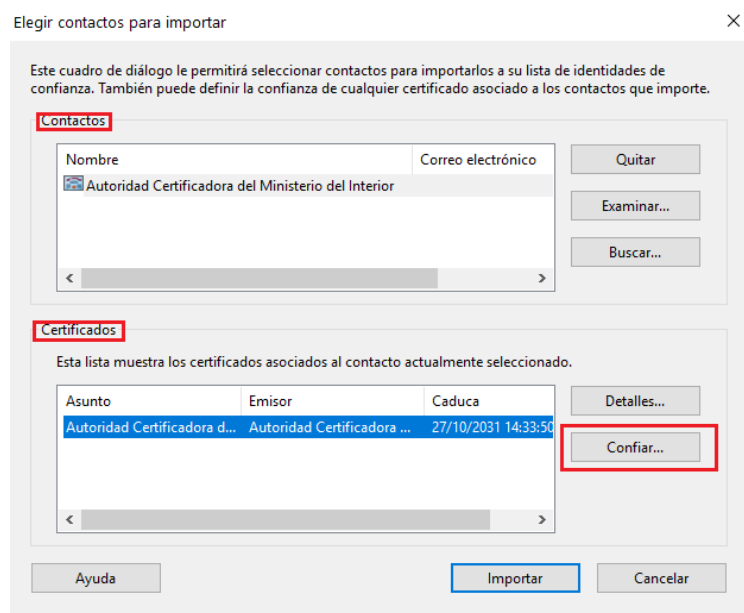 Elegir contactos para importar
Este cuadro de diálogo le permitirá seleccionar contactos para importarlos a su lista de identidades de
confianza. También puede definir la confianza de cualquier certificado asociado a los contactos que importe.
Contactos
Nombre Correo electrónico
Autoridad Certificadora del Ministerio del Interior
Quitar
Examinar...
Buscar...
Certificados
Esta lista muestra los certificados asociados al contacto actualmente seleccionado.
Asunto Emisor Caduca
Autoridad Certificadora d... Autoridad Certificadora ... 27/10/2031 14:33:50
Detalles...
Confiar...
Ayuda Importar Cancelar